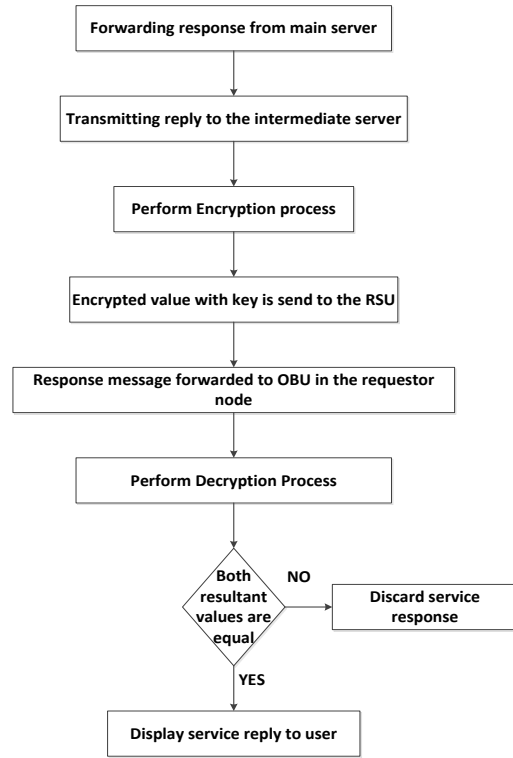 Forwarding response from main server
Transmitting reply to the intermediate server
Perform Encryption process
Encrypted value with key is send to the RSU
Response message forwarded to OBU in the requestor
node
Perform Decryption Process
Both
resultant
values are
equal
NO
Discard service
response
YES
Display service reply to user